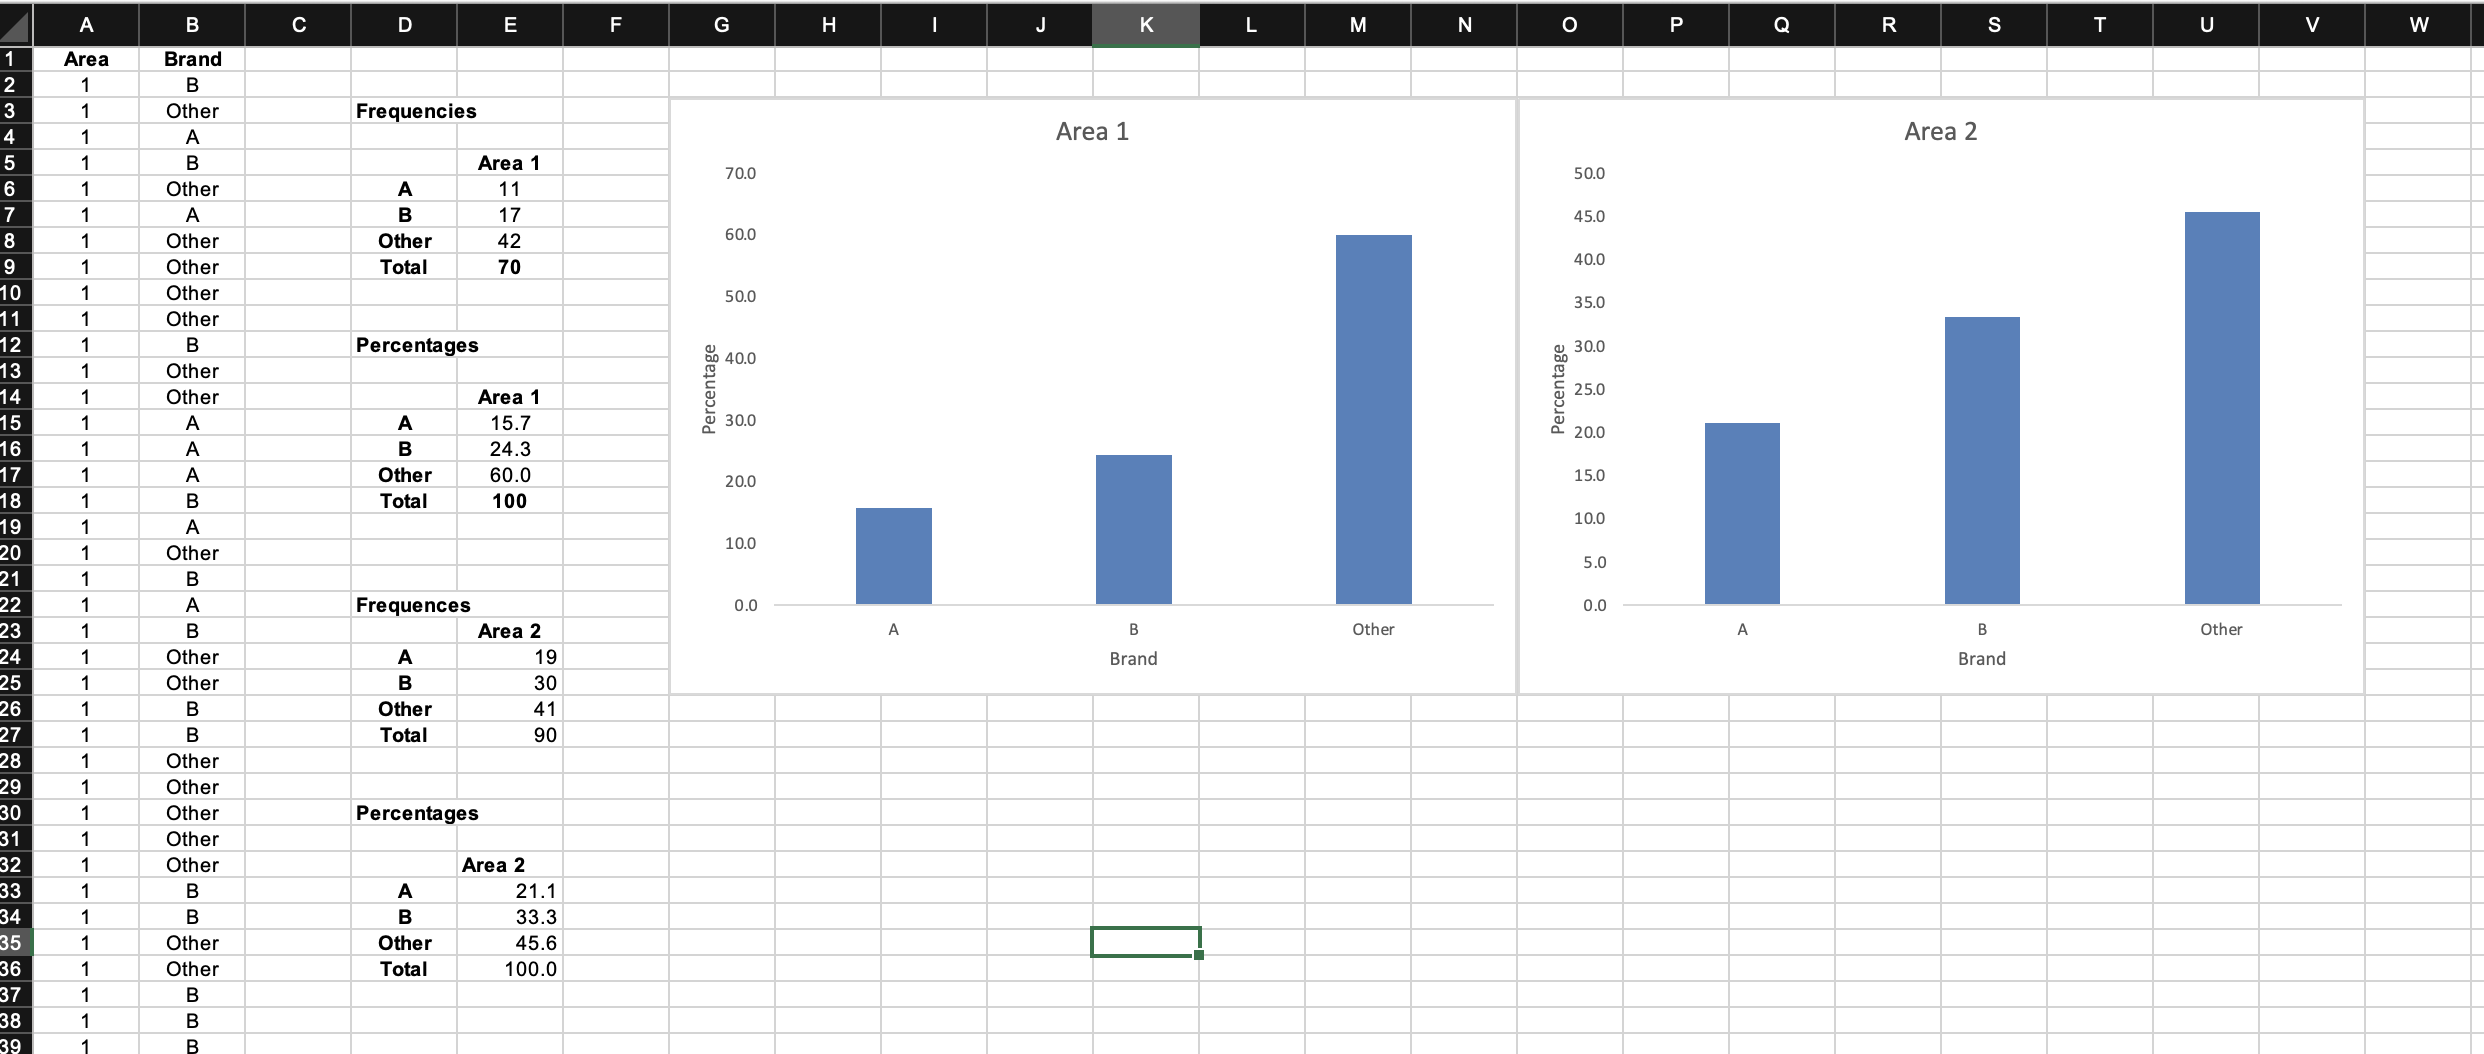 A B C D E F G H I J K L M N O P Q R S T U V W
1 Area Brand
2 1 B
3 1 Other Frequencies
4 1 A
5 1 B Area 1
6 1 Other A 11
7 1 A B 17
8 1 Other Other 42
9 1 Other Total 70
10 1 Other
11 1 Other
12 1 B Percentages
13 1 Other
14 1 Other Area 1
15 1 A A 15.7
16 1 A B 24.3
17 1 A Other 60.0
18 1 B Total 100
19 1 A
20 1 Other
21 1 B
22 1 A Frequences
23 1 B Area 2
24 1 Other A 19
25 1 Other B 30
26 1 B Other 41
27 1 B Total 90
28 1 Other
29 1 Other
30 1 Other Percentages
31 1 Other
32 1 Other Area 2
33 1 B A 21.1
34 1 B B 33.3
35 1 Other Other 45.6
36 1 Other Total 100.0
37 1 B
38 1 B
39 1 B
Area 1
70.0
60.0
50.0
40.0
30.0
20.0
10.0
0.0
Percentage
A B Other
Brand
Area 2
50.0
45.0
40.0
35.0
30.0
25.0
20.0
15.0
10.0
5.0
0.0
Percentage
A B Other
Brand